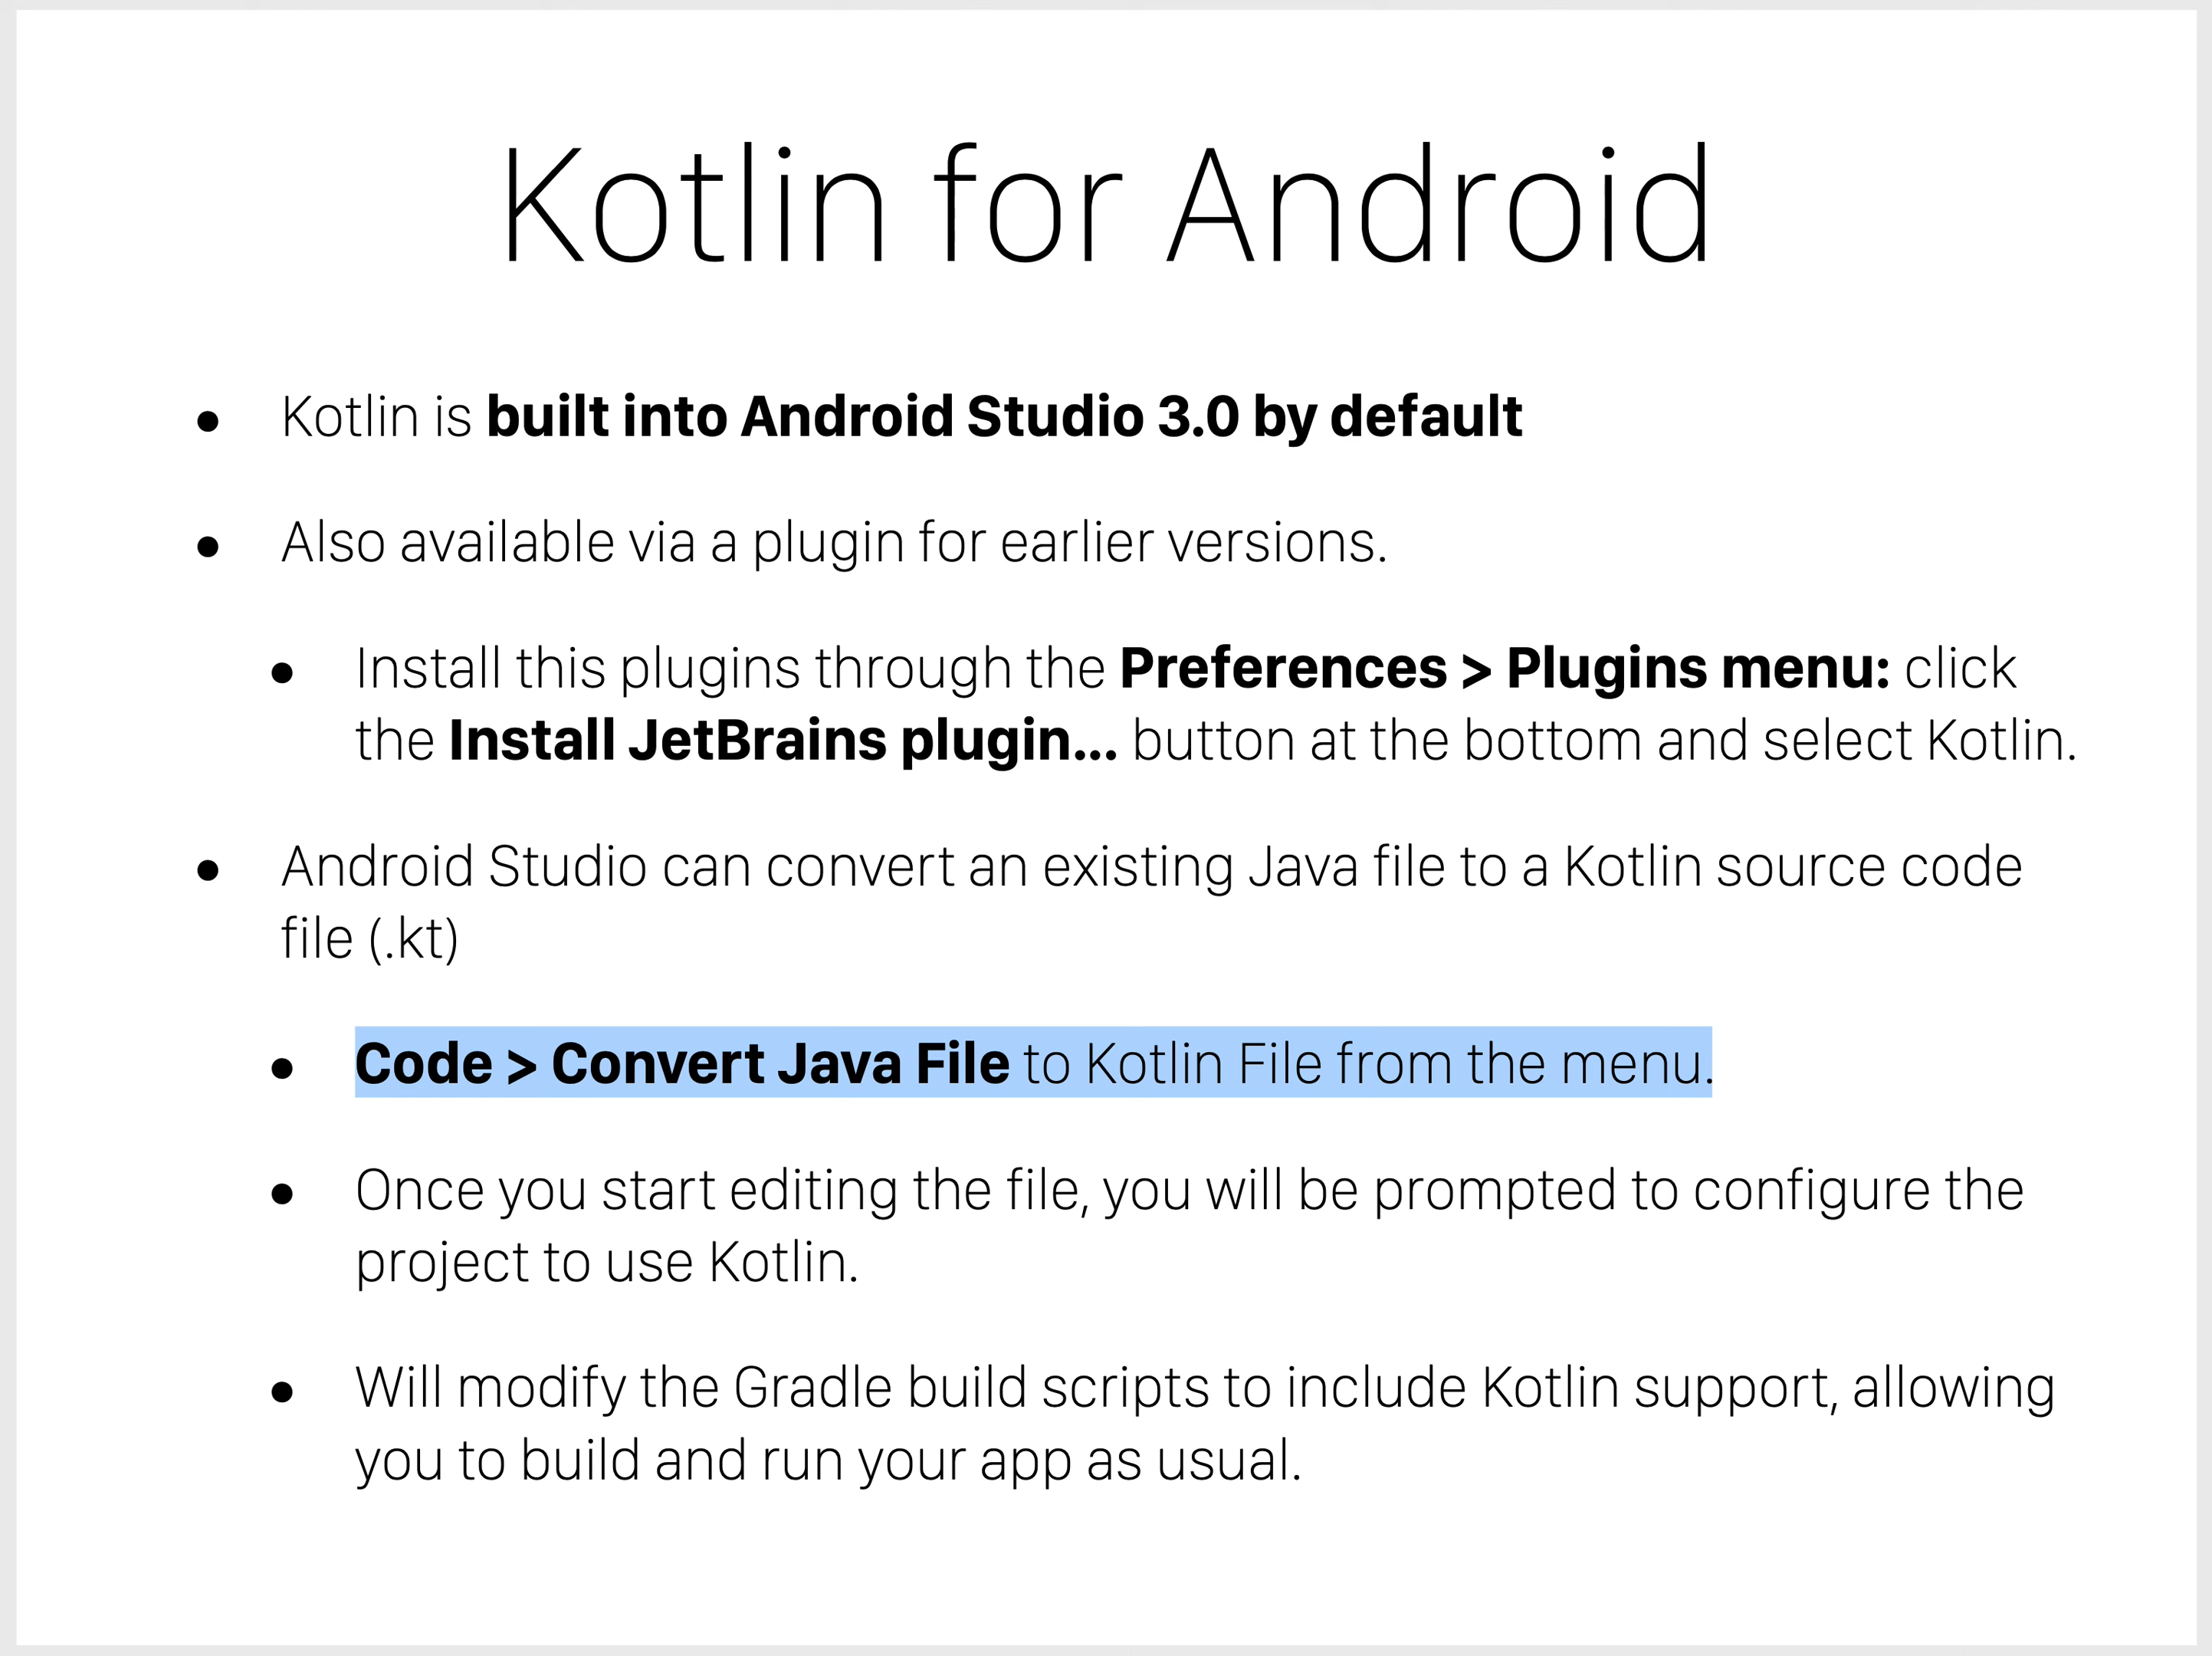 Kotlin for Android
• Kotlin is built into Android Studio 3.0 by default
• Also available via a plugin for earlier versions.
• Install this plugins through the Preferences > Plugins menu: click
the Install JetBrains plugin... button at the bottom and select Kotlin.
• Android Studio can convert an existing Java file to a Kotlin source code
file (.kt)
• Code > Convert Java File to Kotlin File from the menu.
• Once you start editing the file, you will be prompted to configure the
project to use Kotlin.
• Will modify the Gradle build scripts to include Kotlin support, allowing
you to build and run your app as usual.